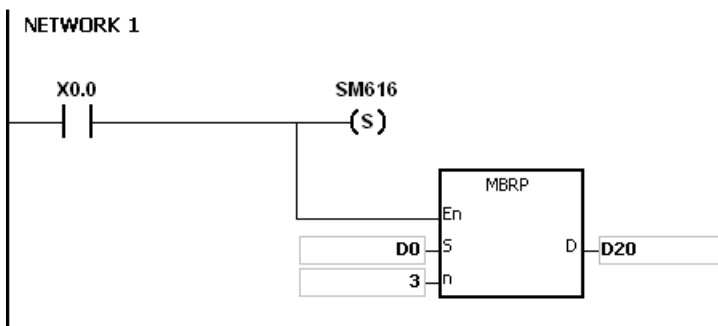 NETWORK 1
X0.0 SM616
(S)
MBRP
En
D0 S D D20
3 n